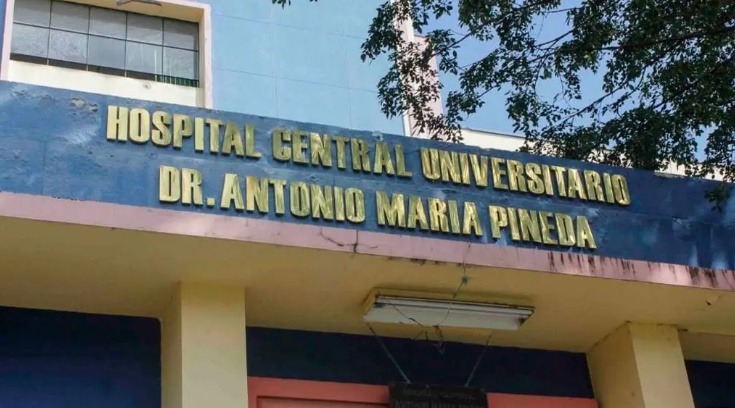 HOSPITAL CENTRAL UNIVERSITARIO
DR. ANTONIO MARIA PINEDA